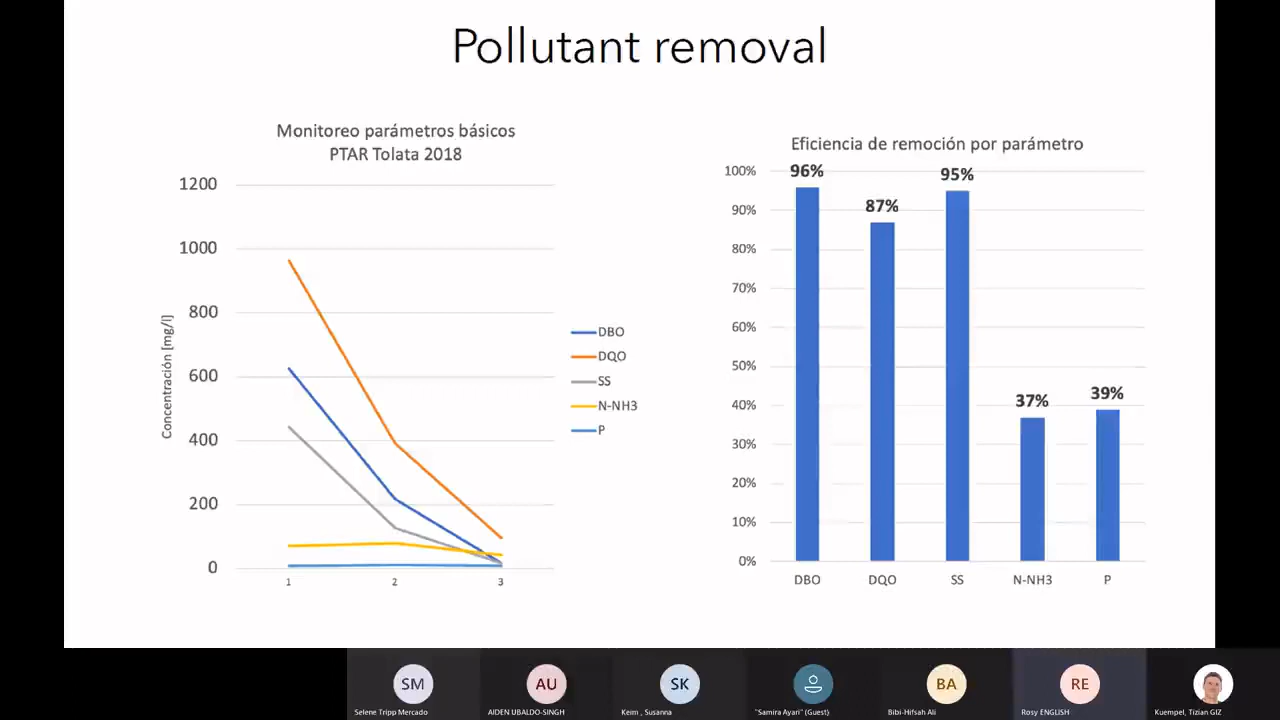 Pollutant removal
Monitoreo parámetros básicos
PTAR Tolata 2018
1200
1000
800
600
400
200
0
Concentración [mg/l]
1
2
3
DBO
DQO
SS
N-NH3
P
Eficiencia de remoción por parámetro
100%
90%
80%
70%
60%
50%
40%
30%
20%
10%
0%
96%
87%
95%
37%
39%
DBO
DQO
SS
N-NH3
P
SM
AU
SK
BA
RE
Selene Tripp Mercado
AIDEN UBALDO-SINGH
Keim , Susanna
"Samira Ayari" (Guest)
Bibi-Hifsah Ali
Rosy ENGLISH
Kuempel, Tizian GIZ